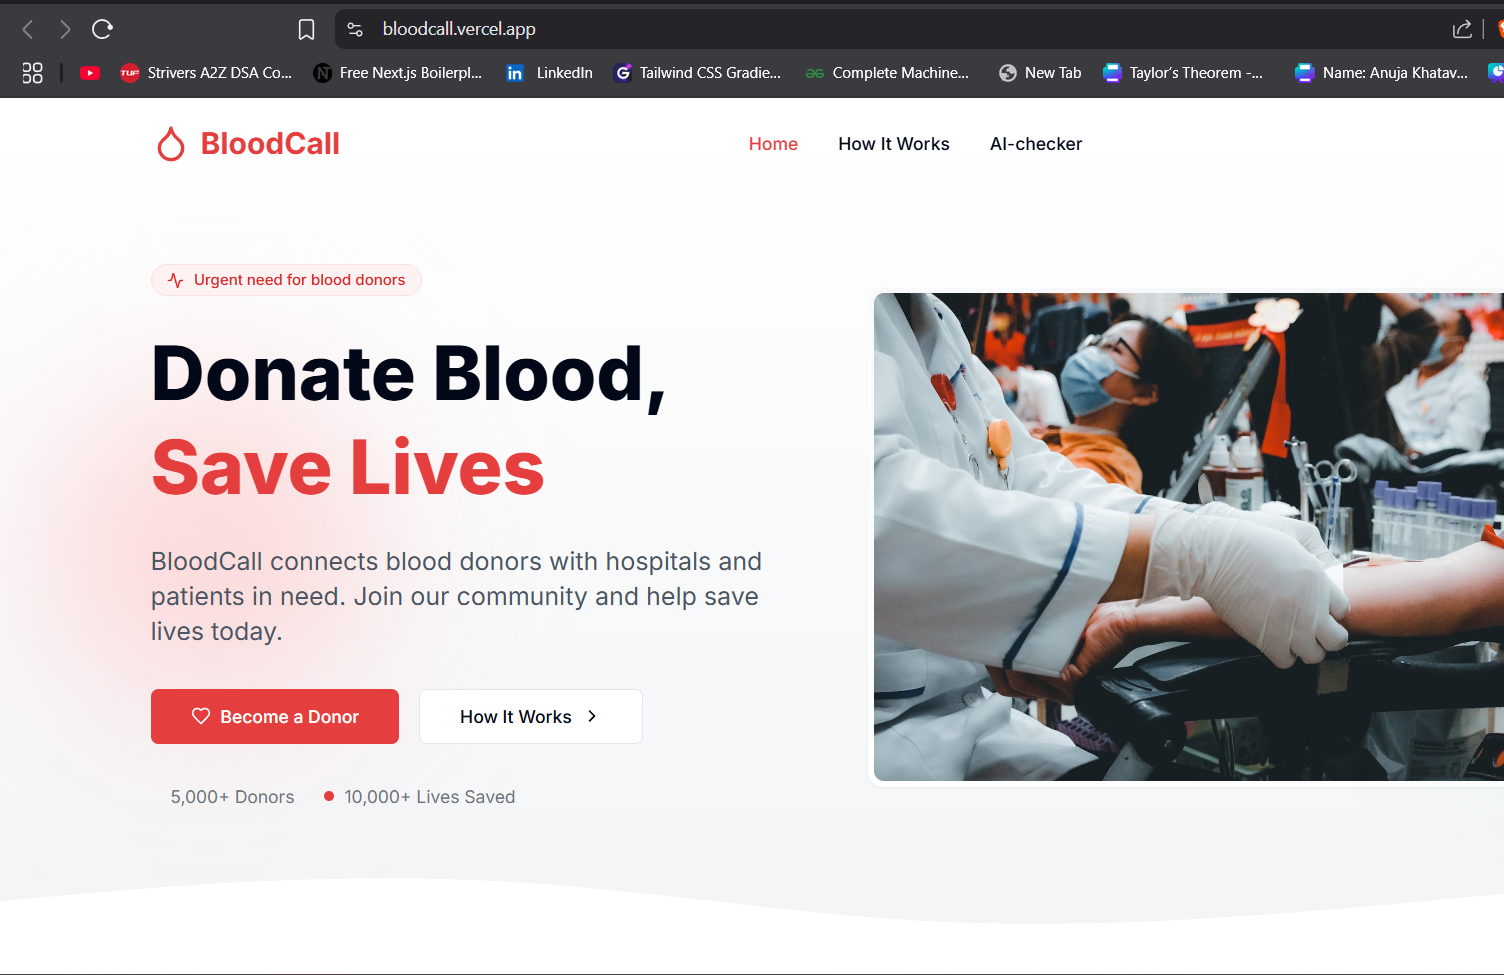 bloodcall.vercel.app
Strivers A2Z DSA Co...
Free Next.js Boilerpl...
LinkedIn
Tailwind CSS Gradie...
Complete Machine...
New Tab
Taylor’s Theorem -...
Name: Anuja Khatav...
BloodCall
Home
How It Works
AI-checker
Urgent need for blood donors
Donate Blood,
Save Lives
BloodCall connects blood donors with hospitals and
patients in need. Join our community and help save
lives today.
Become a Donor
How It Works
5,000+ Donors
10,000+ Lives Saved